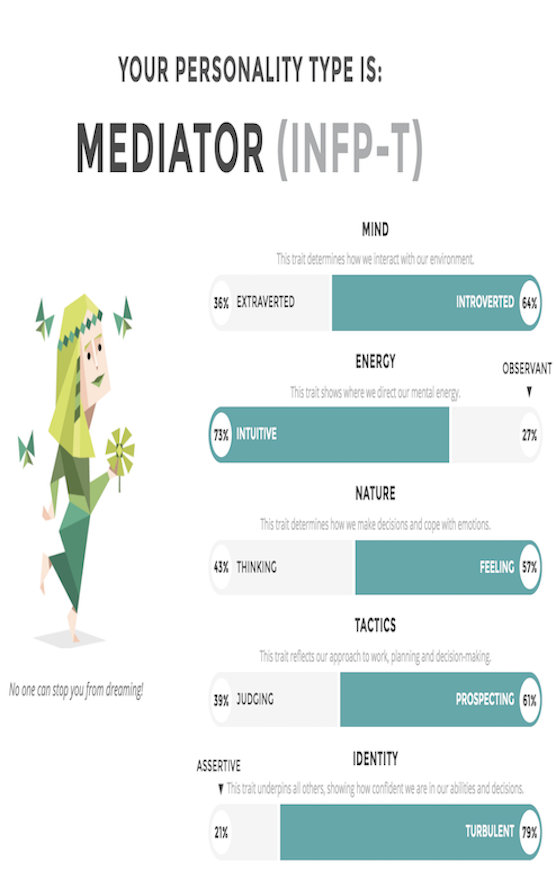 YOUR PERSONALITY TYPE IS:
MEDIATOR (INFP-T)
MIND
This trait determines how we interact with our environment.
36% EXTRAVERTED INTROVERTED 64%
ENERGY
OBSERVANT
This trait shows where we direct our mental energy.
73% INTUITIVE 27%
NATURE
This trait determines how we make decisions and cope with emotions.
43% THINKING FEELING 57%
TACTICS
This trait reflects our approach to work, planning and decision-making.
39% JUDGING PROSPECTING 61%
No one can stop you from dreaming!
IDENTITY
ASSERTIVE
This trait underpins all others, showing how confident we are in our abilities and decisions.
21% TURBULENT 79%